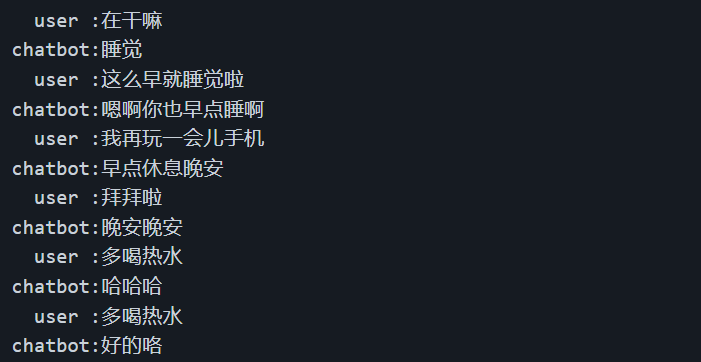 user :在干嘛
chatbot:睡觉
user :这么早就睡觉啦
chatbot:嗯啊你也早点睡啊
user :我再玩一会儿手机
chatbot:早点休息晚安
user :拜拜啦
chatbot:晚安晚安
user :多喝热水
chatbot:哈哈哈
user :多喝热水
chatbot:好的咯